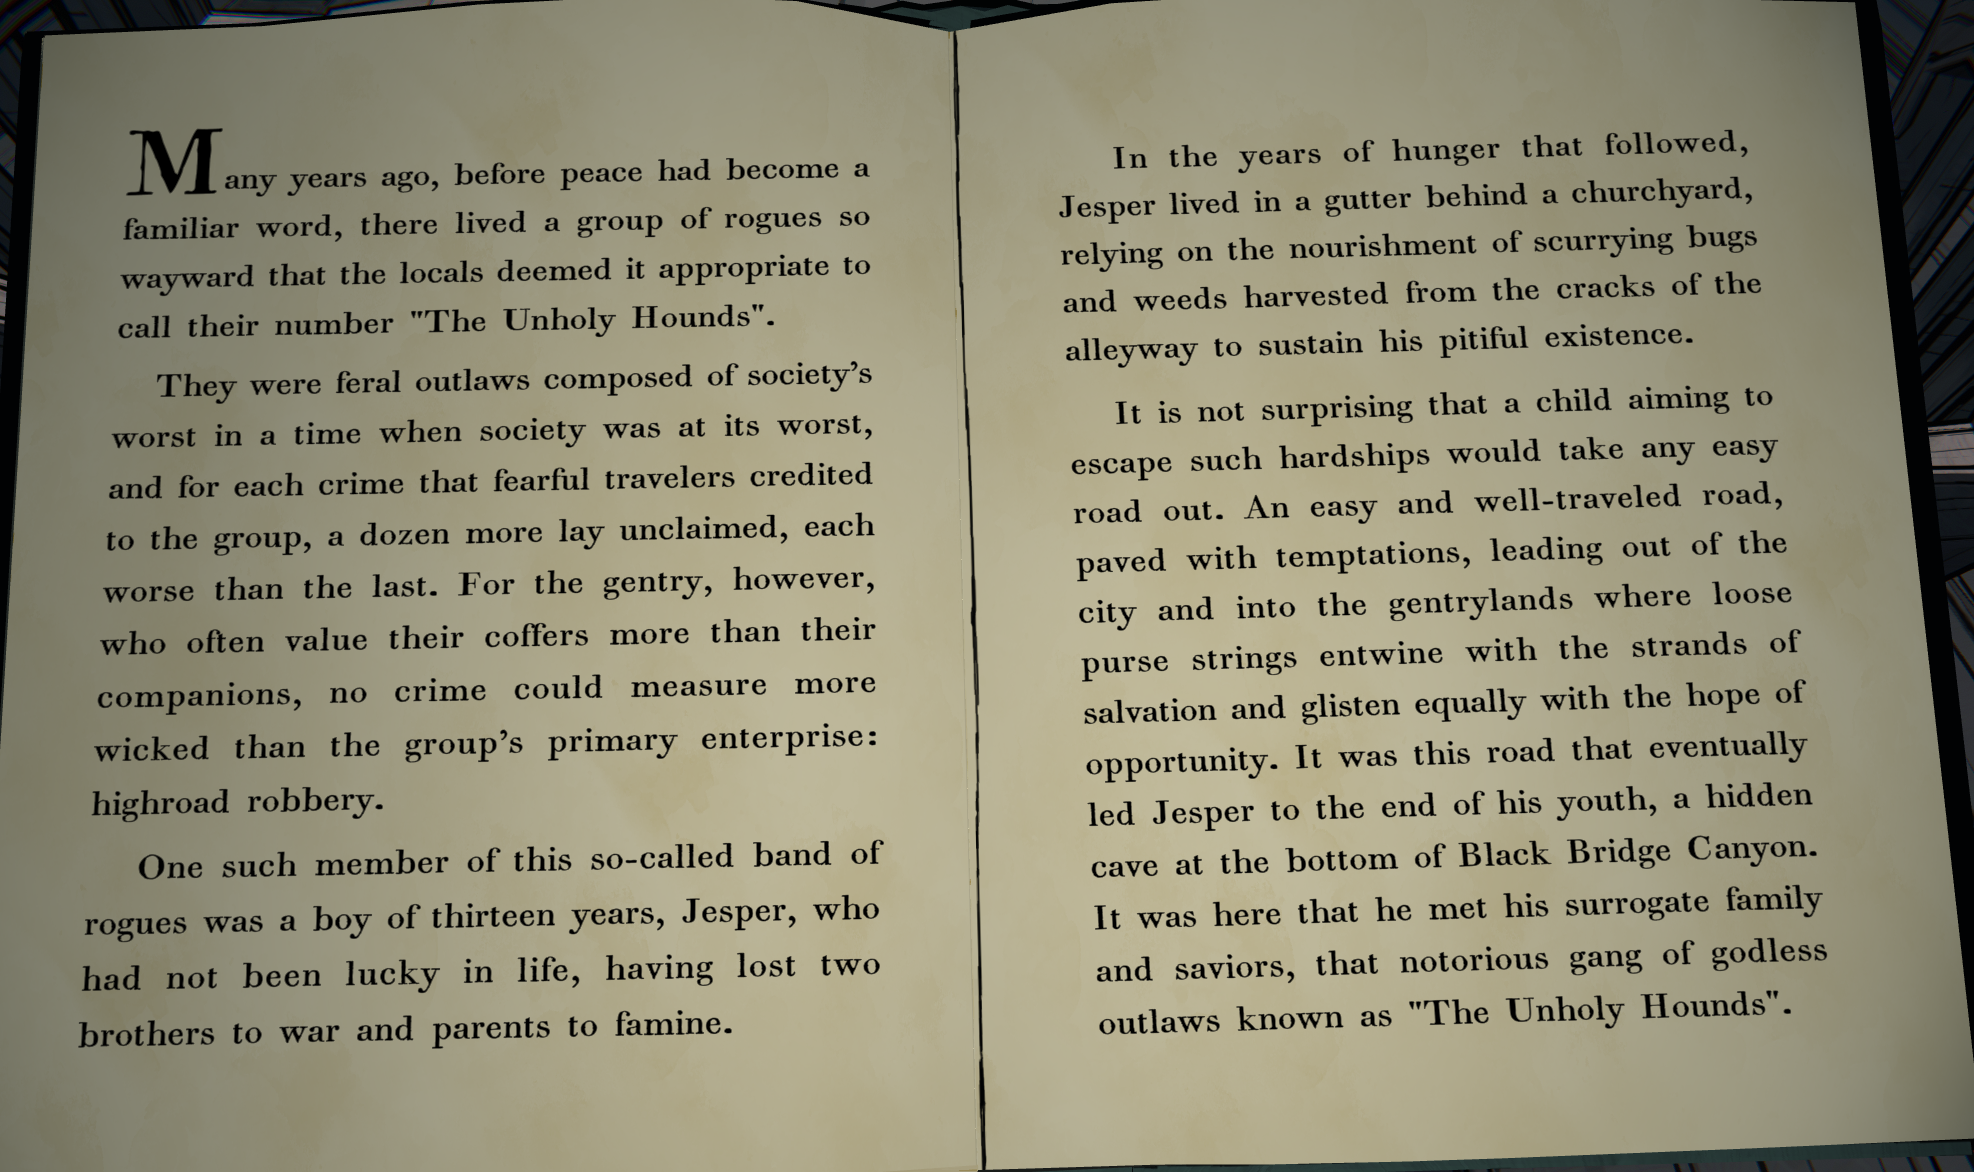 Many years ago, before peace had become a
familiar word, there lived a group of rogues so
wayward that the locals deemed it appropriate to
call their number "The Unholy Hounds".
They were feral outlaws composed of society’s
worst in a time when society was at its worst,
and for each crime that fearful travelers credited
to the group, a dozen more lay unclaimed, each
worse than the last. For the gentry, however,
who often value their coffers more than their
companions, no crime could measure more
wicked than the group’s primary enterprise:
highroad robbery.
One such member of this so-called band of
rogues was a boy of thirteen years, Jesper, who
had not been lucky in life, having lost two
brothers to war and parents to famine.
In the years of hunger that followed,
Jesper lived in a gutter behind a churchyard,
relying on the nourishment of scurrying bugs
and weeds harvested from the cracks of the
alleyway to sustain his pitiful existence.
It is not surprising that a child aiming to
escape such hardships would take any easy
road out. An easy and well-traveled road,
paved with temptations, leading out of the
city and into the gentrylands where loose
purse strings entwine with the strands of
salvation and glisten equally with the hope of
opportunity. It was this road that eventually
led Jesper to the end of his youth, a hidden
cave at the bottom of Black Bridge Canyon.
It was here that he met his surrogate family
and saviors, that notorious gang of godless
outlaws known as "The Unholy Hounds".